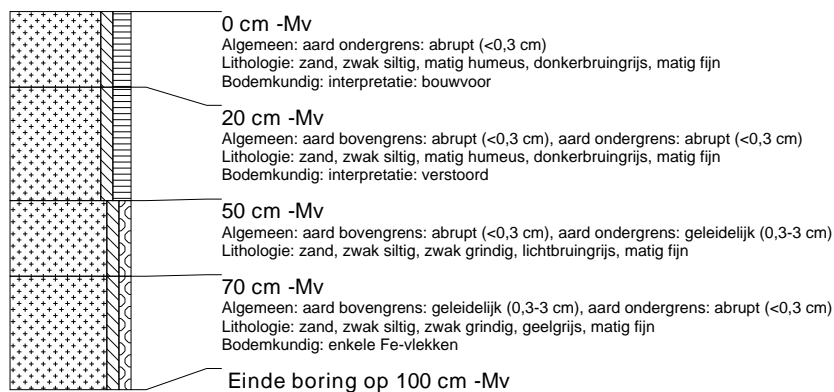 0 cm -Mv
Algemeen: aard ondergrens: abrupt (<0,3 cm)
Lithologie: zand, zwak siltig, matig humeus, donkerbruingrijs, matig fijn
Bodemkundig: interpretatie: bouwvoor
20 cm -Mv
Algemeen: aard bovengrens: abrupt (<0,3 cm), aard ondergrens: abrupt (<0,3 cm)
Lithologie: zand, zwak siltig, matig humeus, donkerbruingrijs, matig fijn
Bodemkundig: interpretatie: verstoord
50 cm -Mv
Algemeen: aard bovengrens: abrupt (<0,3 cm), aard ondergrens: geleidelijk (0,3-3 cm)
Lithologie: zand, zwak siltig, zwak grindig, lichtbruingrijs, matig fijn
70 cm -Mv
Algemeen: aard bovengrens: geleidelijk (0,3-3 cm), aard ondergrens: abrupt (<0,3 cm)
Lithologie: zand, zwak siltig, zwak grindig, geelgrijs, matig fijn
Bodemkundig: enkele Fe-vlekken
Einde boring op 100 cm -Mv